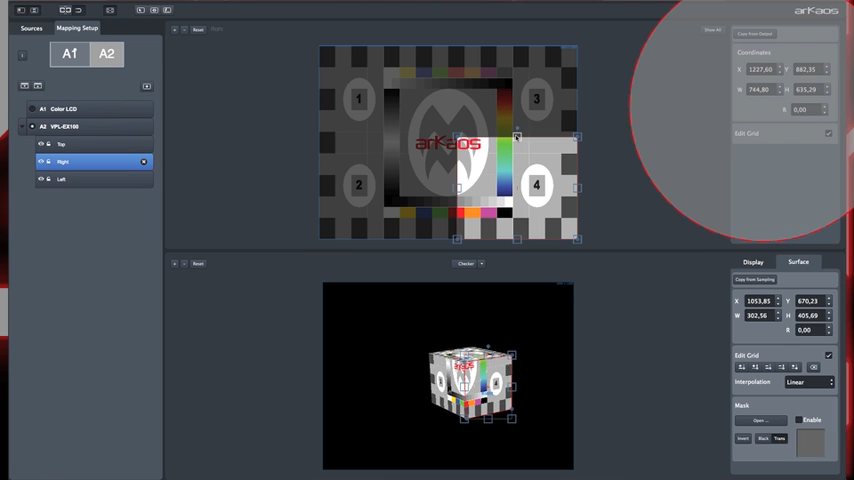 arKaos
Sources
Mapping Setup
A1
A2
A1 Color LCD
A2 VPL-EX100
Top
Right
Left
+
-
Reset
Show All
1
3
2
4
arKaos
Copy from Output
Coordinates
X 1227,60 Y 882,35
W 744,80 H 635,29
R 0,00
Edit Grid
+
-
Reset
Checker
arkaos
4
Display
Surface
Copy from Sampling
X 1053,85 Y 670,23
W 302,56 H 405,69
R 0,00
Edit Grid
Interpolation Linear
Mask
Open ...
Enable
Invert
Black
Trans